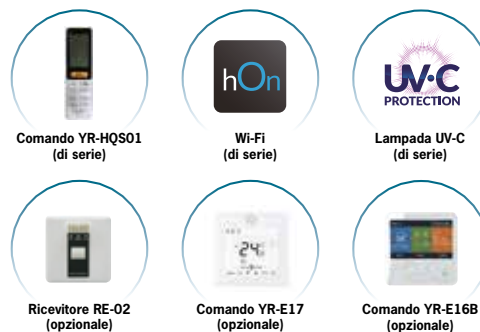 hOn
UV·C
PROTECTION
Comando YR-HQS01
(di serie)
Wi-Fi
(di serie)
Lampada UV-C
(di serie)
24
Ricevitore RE-02
(opzionale)
Comando YR-E17
(opzionale)
Comando YR-E16B
(opzionale)